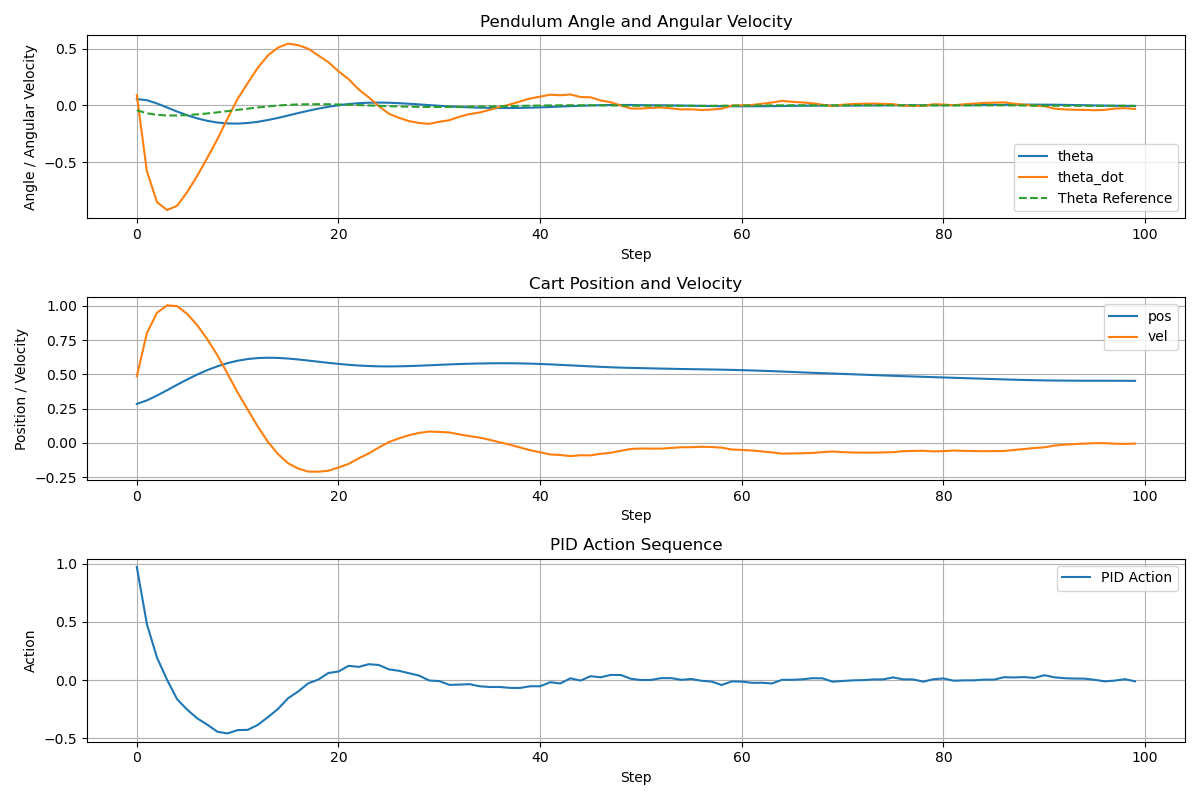 Pendulum Angle and Angular Velocity
Angle / Angular Velocity
0.5
0.0
−0.5
theta
theta_dot
Theta Reference
0 20 40 60 80 100
Step
Cart Position and Velocity
Position / Velocity
1.00
0.75
0.50
0.25
0.00
−0.25
pos
vel
0 20 40 60 80 100
Step
PID Action Sequence
Action
1.0
0.5
0.0
−0.5
PID Action
0 20 40 60 80 100
Step